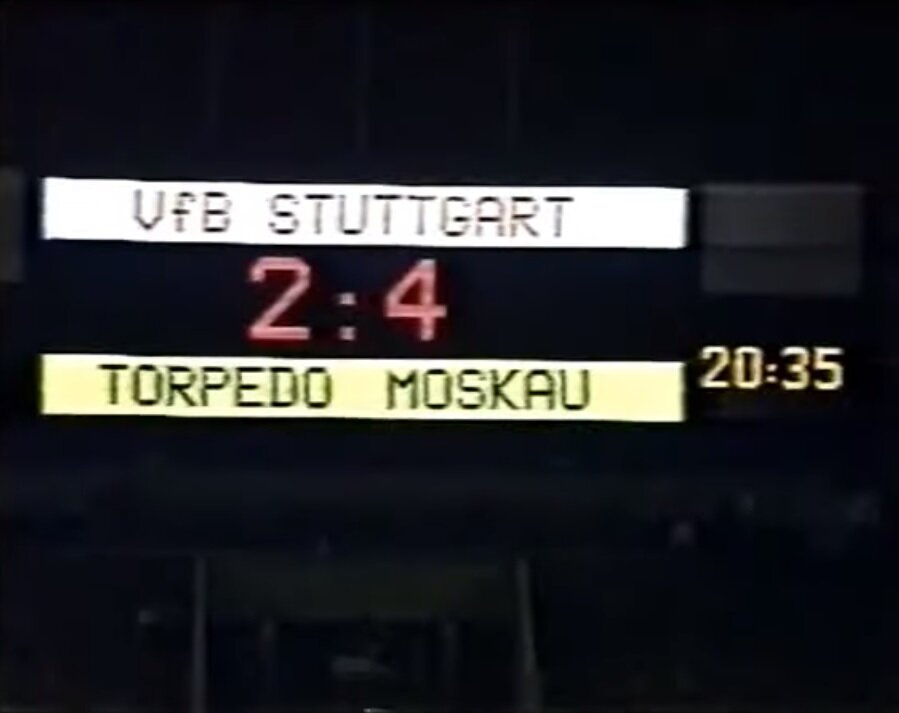 VfB STUTTGART
2:4
TORPEDO MOSKAU
20:35